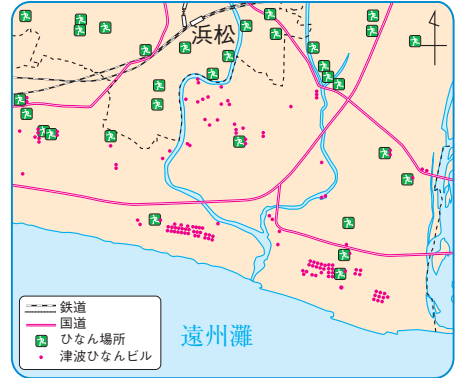 浜松
遠州灘
鉄道
国道
ひなん場所
津波ひなんビル